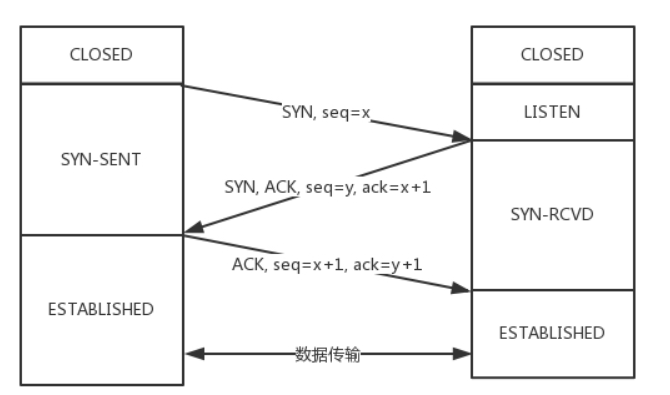 CLOSED
CLOSED
SYN, seq=x
LISTEN
SYN-SENT
SYN, ACK, seq=y, ack=x+1
SYN-RCVD
ACK, seq=x+1, ack=y+1
ESTABLISHED
ESTABLISHED
数据传输